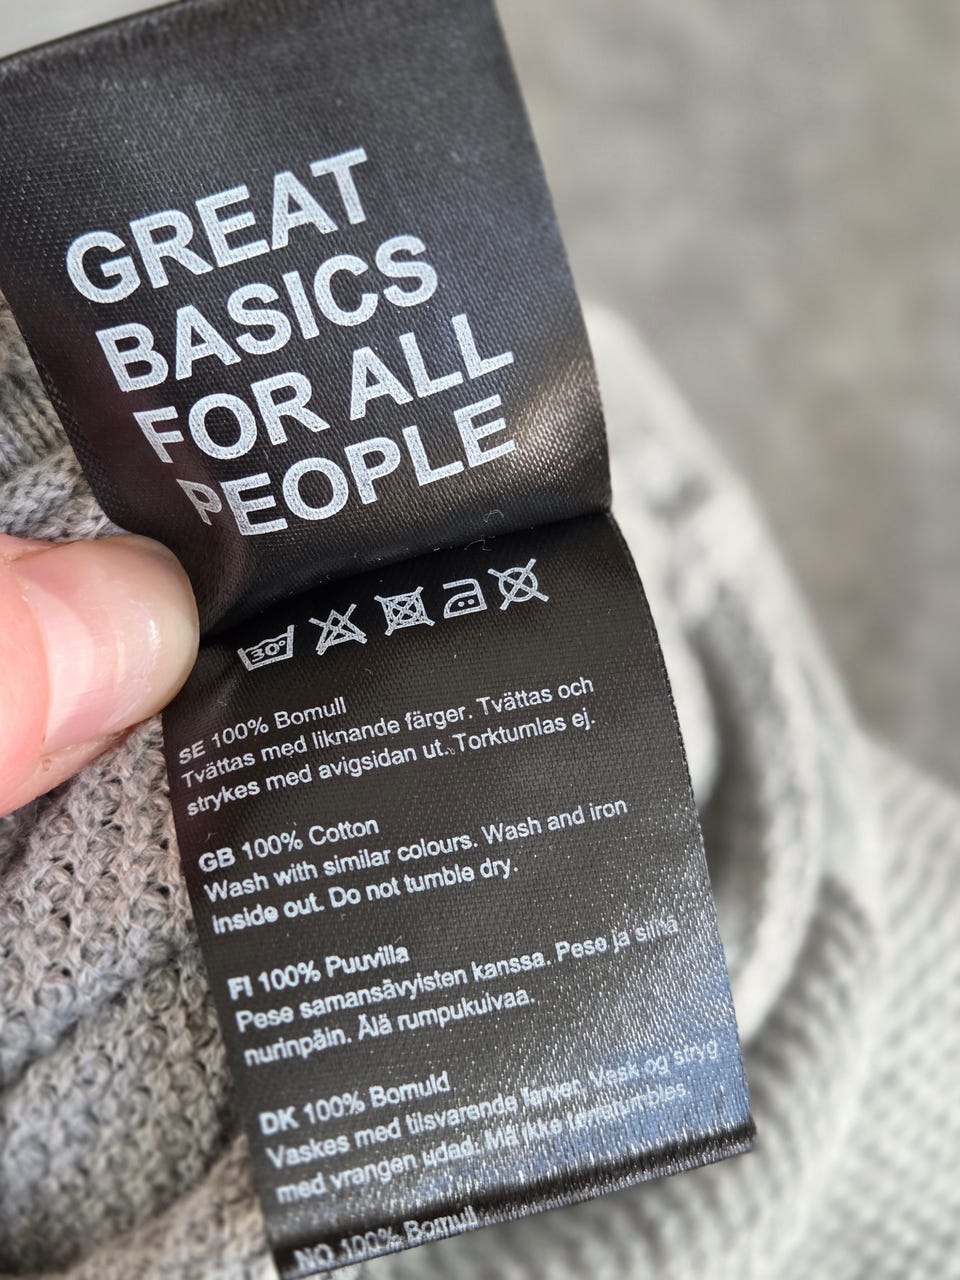 GREAT
BASICS
FOR ALL
PEOPLE
30°
SE 100% Bomull
Tvättas med liknande färger. Tvättas och
strykes med avigsidan ut. Torktumlas ej.
GB 100% Cotton
Wash with similar colours. Wash and iron
inside out. Do not tumble dry.
FI 100% Puuvilla
Pese samansävyisten kanssa. Pese ja silitä
nurinpäin. Älä rumpukuivaa.
DK 100% Bomuld
Vaskes med tilsvarende farver. Vask og stryg
med vrangen udad. Må ikke tørretumbles.
NO 100% Bomull